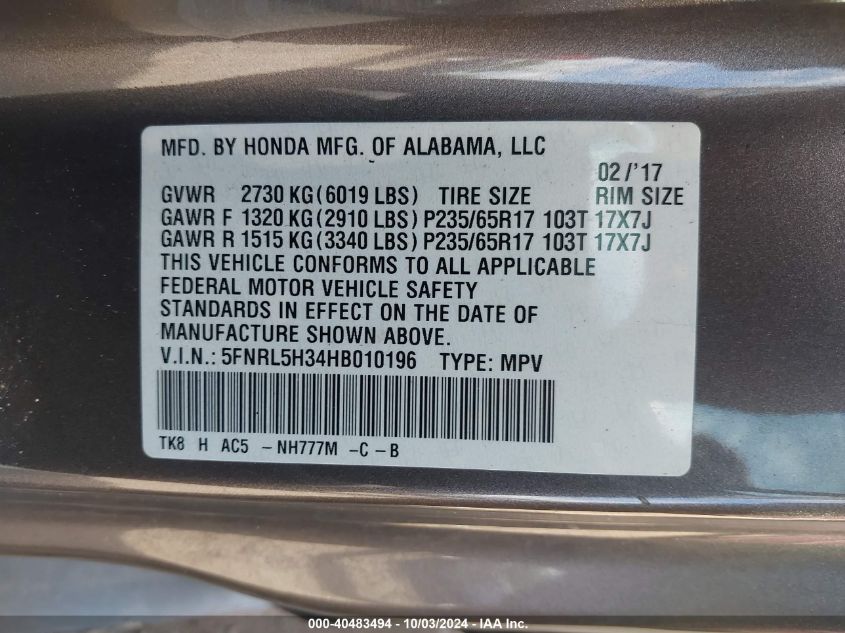 MFD. BY HONDA MFG. OF ALABAMA, LLC
02/'17
GVWR 2730 KG(6019 LBS) TIRE SIZE RIM SIZE
GAWR F 1320 KG(2910 LBS)P235/65R17 103T 17X7J
GAWR R 1515 KG(3340 LBS)P235/65R17 103T 17X7J
THIS VEHICLE CONFORMS TO ALL APPLICABLE
FEDERAL MOTOR VEHICLE SAFETY
STANDARDS IN EFFECT ON THE DATE OF
MANUFACTURE SHOWN ABOVE.
V.I.N.: 5FNRL5H34HB010196 TYPE: MPV
TK8 H AC5 -NH777M -C-B
000-40483494 - 10/03/2024 - IAA Inc.